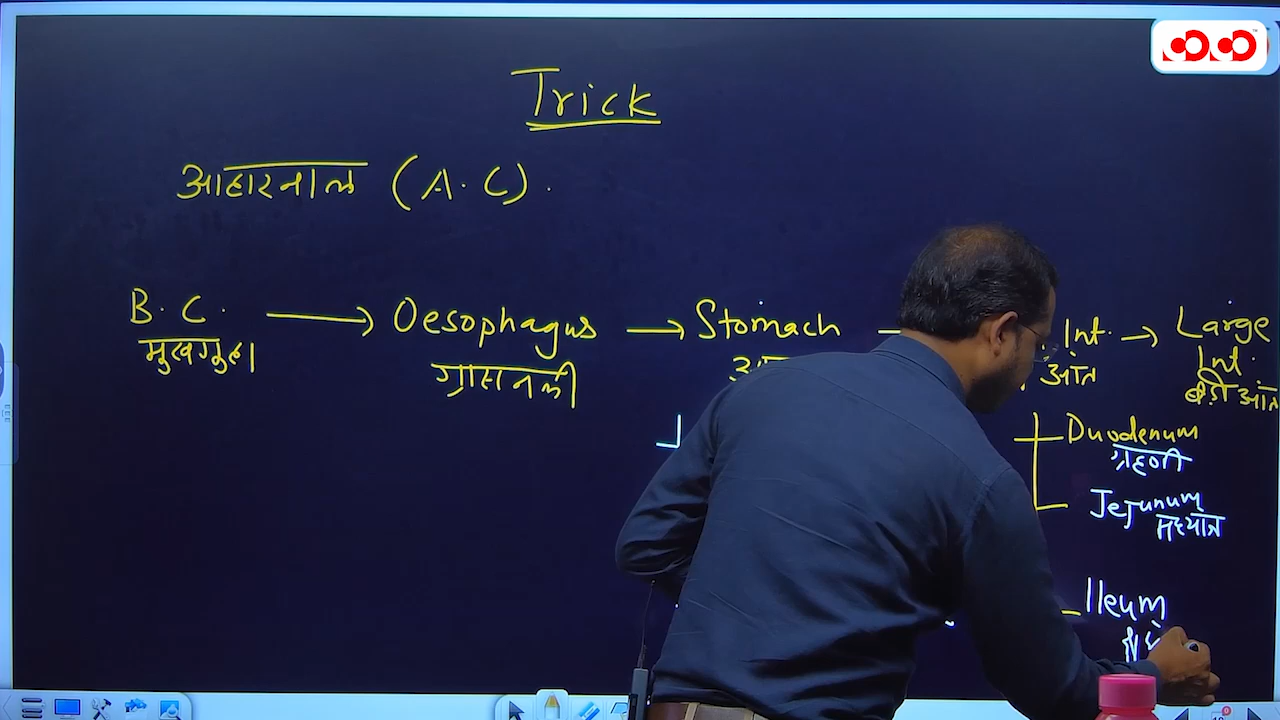 Trick
आहारनाल (A.C).
B.C. → Oesophagus → Stomach → Int. → Large Int.
मुखगुहा ग्रासनली आंत बड़ी आंत
Duodenum
ग्रहणी
Jejunum
मध्यांत्र
Ileum